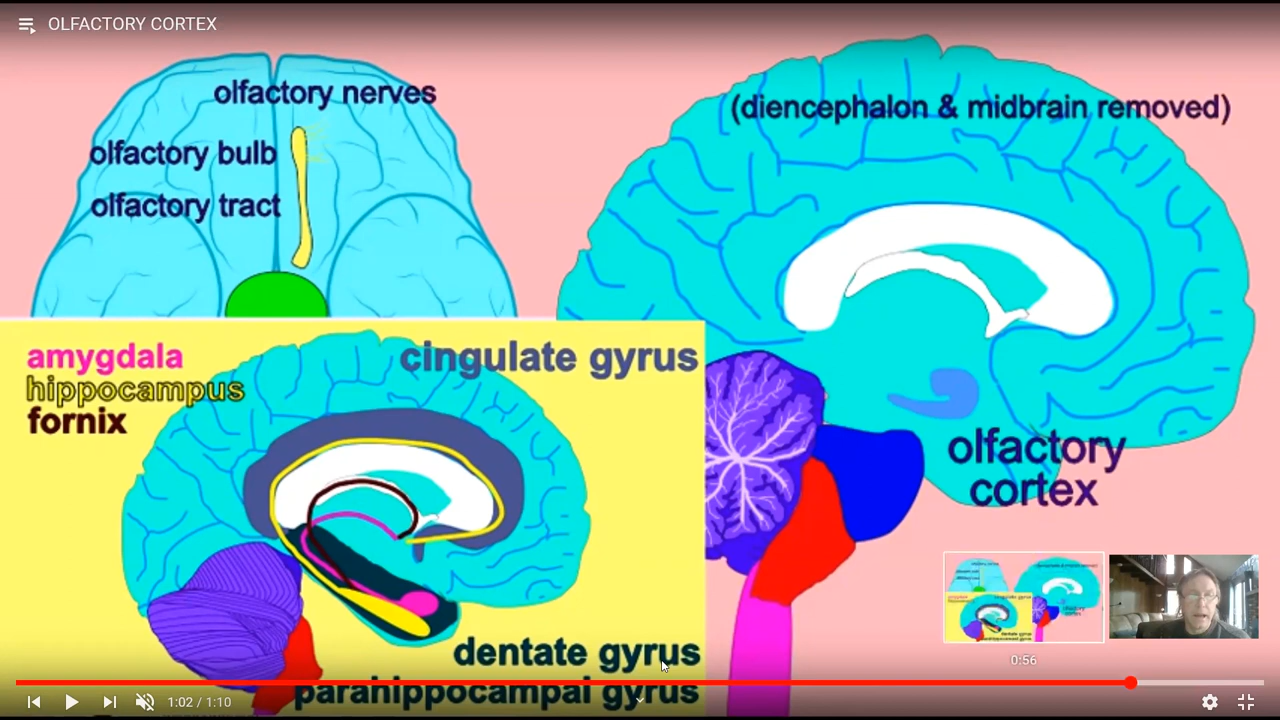 OLFACTORY CORTEX
olfactory nerves
olfactory bulb
olfactory tract
(diencephalon & midbrain removed)
olfactory
cortex
amygdala
hippocampus
fornix
cingulate gyrus
dentate gyrus
parahippocampal gyrus
0:56
1:02 / 1:10